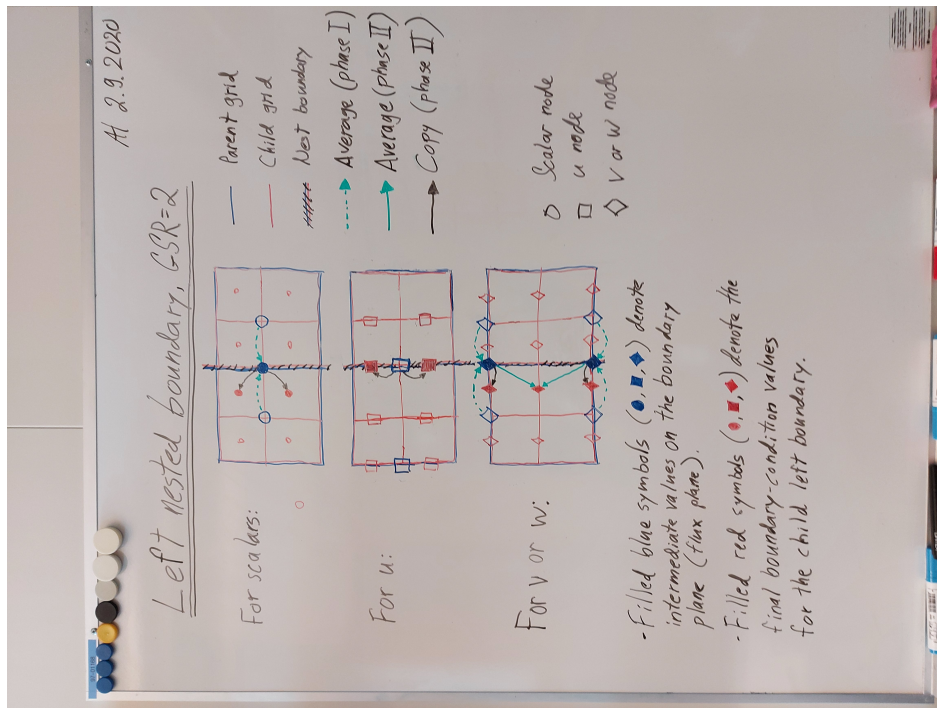 AH 2.9.2020
Left nested boundary, GSR=2
Parent grid
Child grid
Nest boundary
Average (phase I)
Average (phase II)
Copy (phase II)
Scalar node
u node
v or w node
For scalars:
For u:
For v or w:
- Filled blue symbols (●, ■, ◆) denote
intermediate values on the boundary
plane (flux plane).
- Filled red symbols (●, ■, ◆) denote the
final boundary-condition values
for the child left boundary.